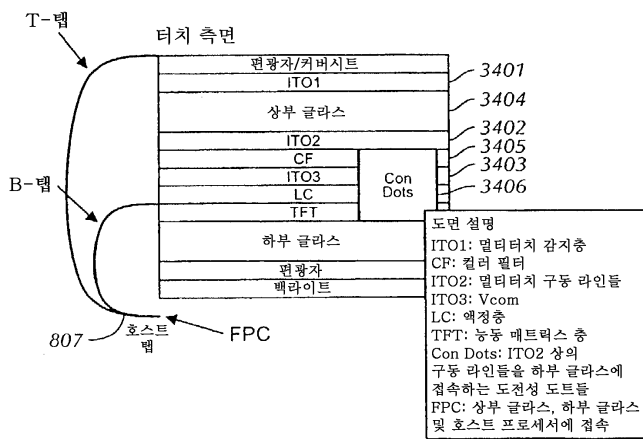 T-탭
터치 측면
편광자/커버시트
ITO1
3401
상부 글라스
3404
ITO2
3402
CF
3405
ITO3
3403
LC
3406
TFT
Con
Dots
B-탭
하부 글라스
편광자
백라이트
807
호스트
탭
FPC
도면 설명
ITO1: 멀티터치 감지층
CF: 컬러 필터
ITO2: 멀티터치 구동 라인들
ITO3: Vcom
LC: 액정층
TFT: 능동 매트릭스 층
Con Dots: ITO2 상의
구동 라인들을 하부 글라스에
접속하는 도전성 도트들
FPC: 상부 글라스, 하부 글라스
및 호스트 프로세서에 접속